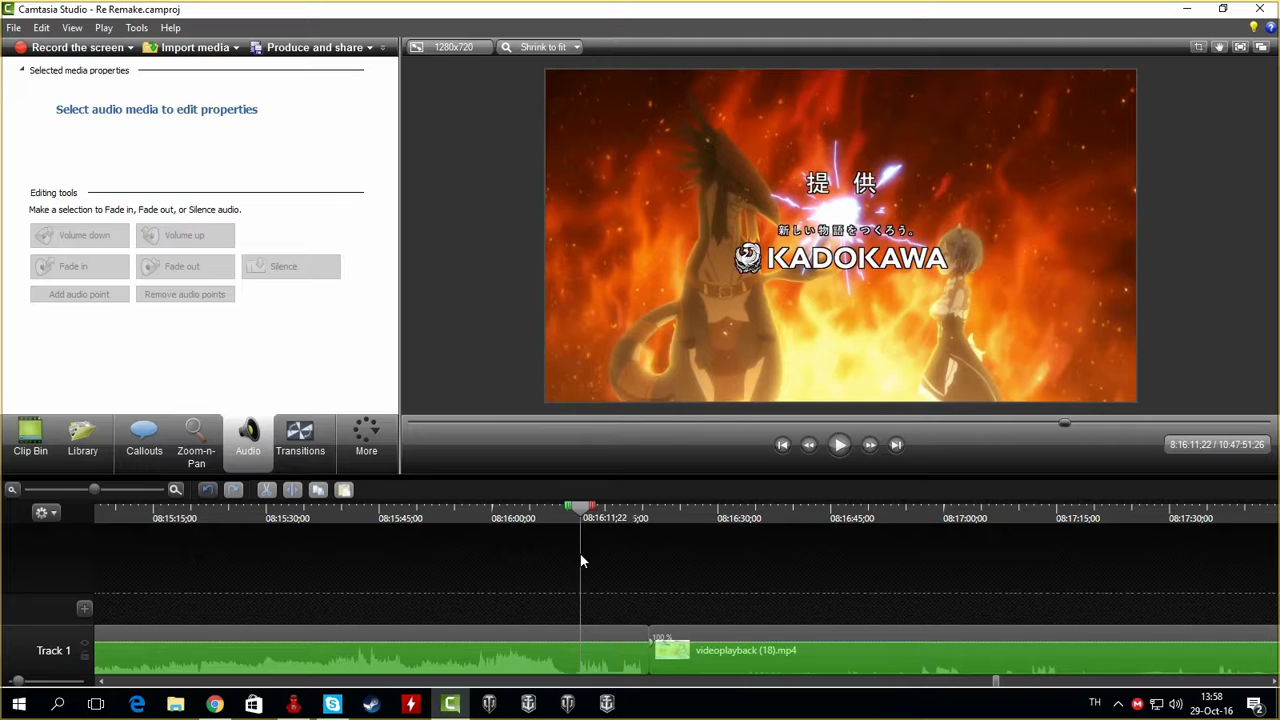 Camtasia Studio - Re Remake.camproj
File Edit View Play Tools Help
Record the screen Import media Produce and share
1280x720 Shrink to fit
Selected media properties
Select audio media to edit properties
提 供
新しい物語をつくろう。
KADOKAWA
Editing tools
Make a selection to Fade in, Fade out, or Silence audio.
Volume down Volume up
Fade in Fade out Silence
Add audio point Remove audio points
Clip Bin Library Callouts Zoom-n-Pan Audio Transitions More
8:16:11;22 / 10:47:51;26
08:15:15;00 08:15:30;00 08:15:45;00 08:16:00;00 08:16:11;22 5;00 08:16:30;00 08:16:45;00 08:17:00;00 08:17:15;00 08:17:30;00
100 %
Track 1 videoplayback (18).mp4
TH 13:58
29-Oct-16
2